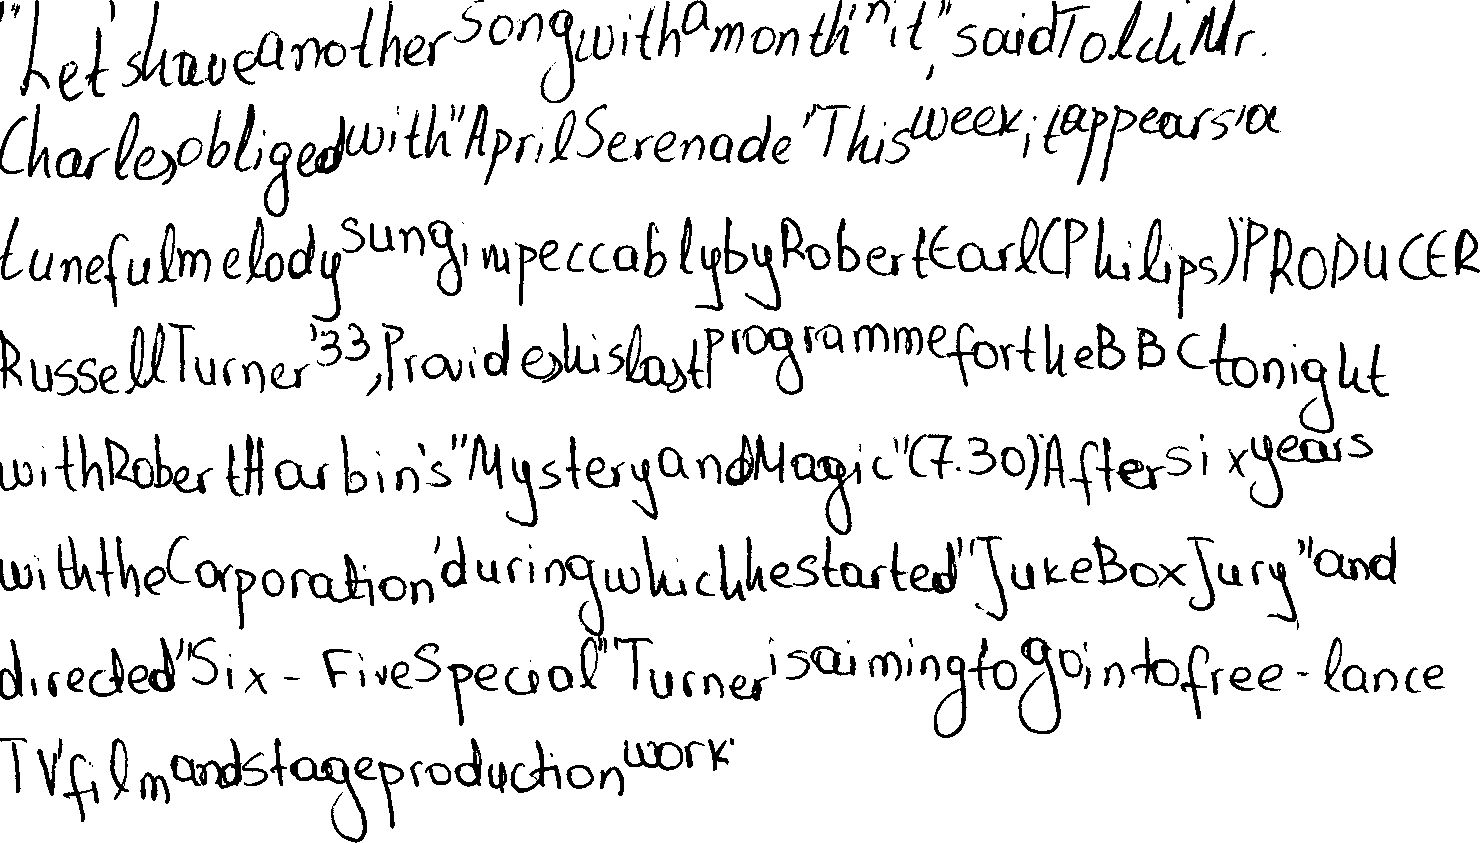 "Let's have another song with a month 'n it," said Tolch Mr.
Charles, obliged with "April Serenade 'This week, it appears 'a
tuneful melody sung, impeccably by Robert Earl (Philips) 'PRODUCER
Russell Turner '33, Provides his last programme for the BBC tonight
with Robert Harbin's "Mystery and Magic" (7.30) 'After six years
with the Corporation 'during which he started "Juke Box Jury" and
directed "Six-Five Special" 'Turner is aiming to go into free-lance
TV 'film and stage production work.